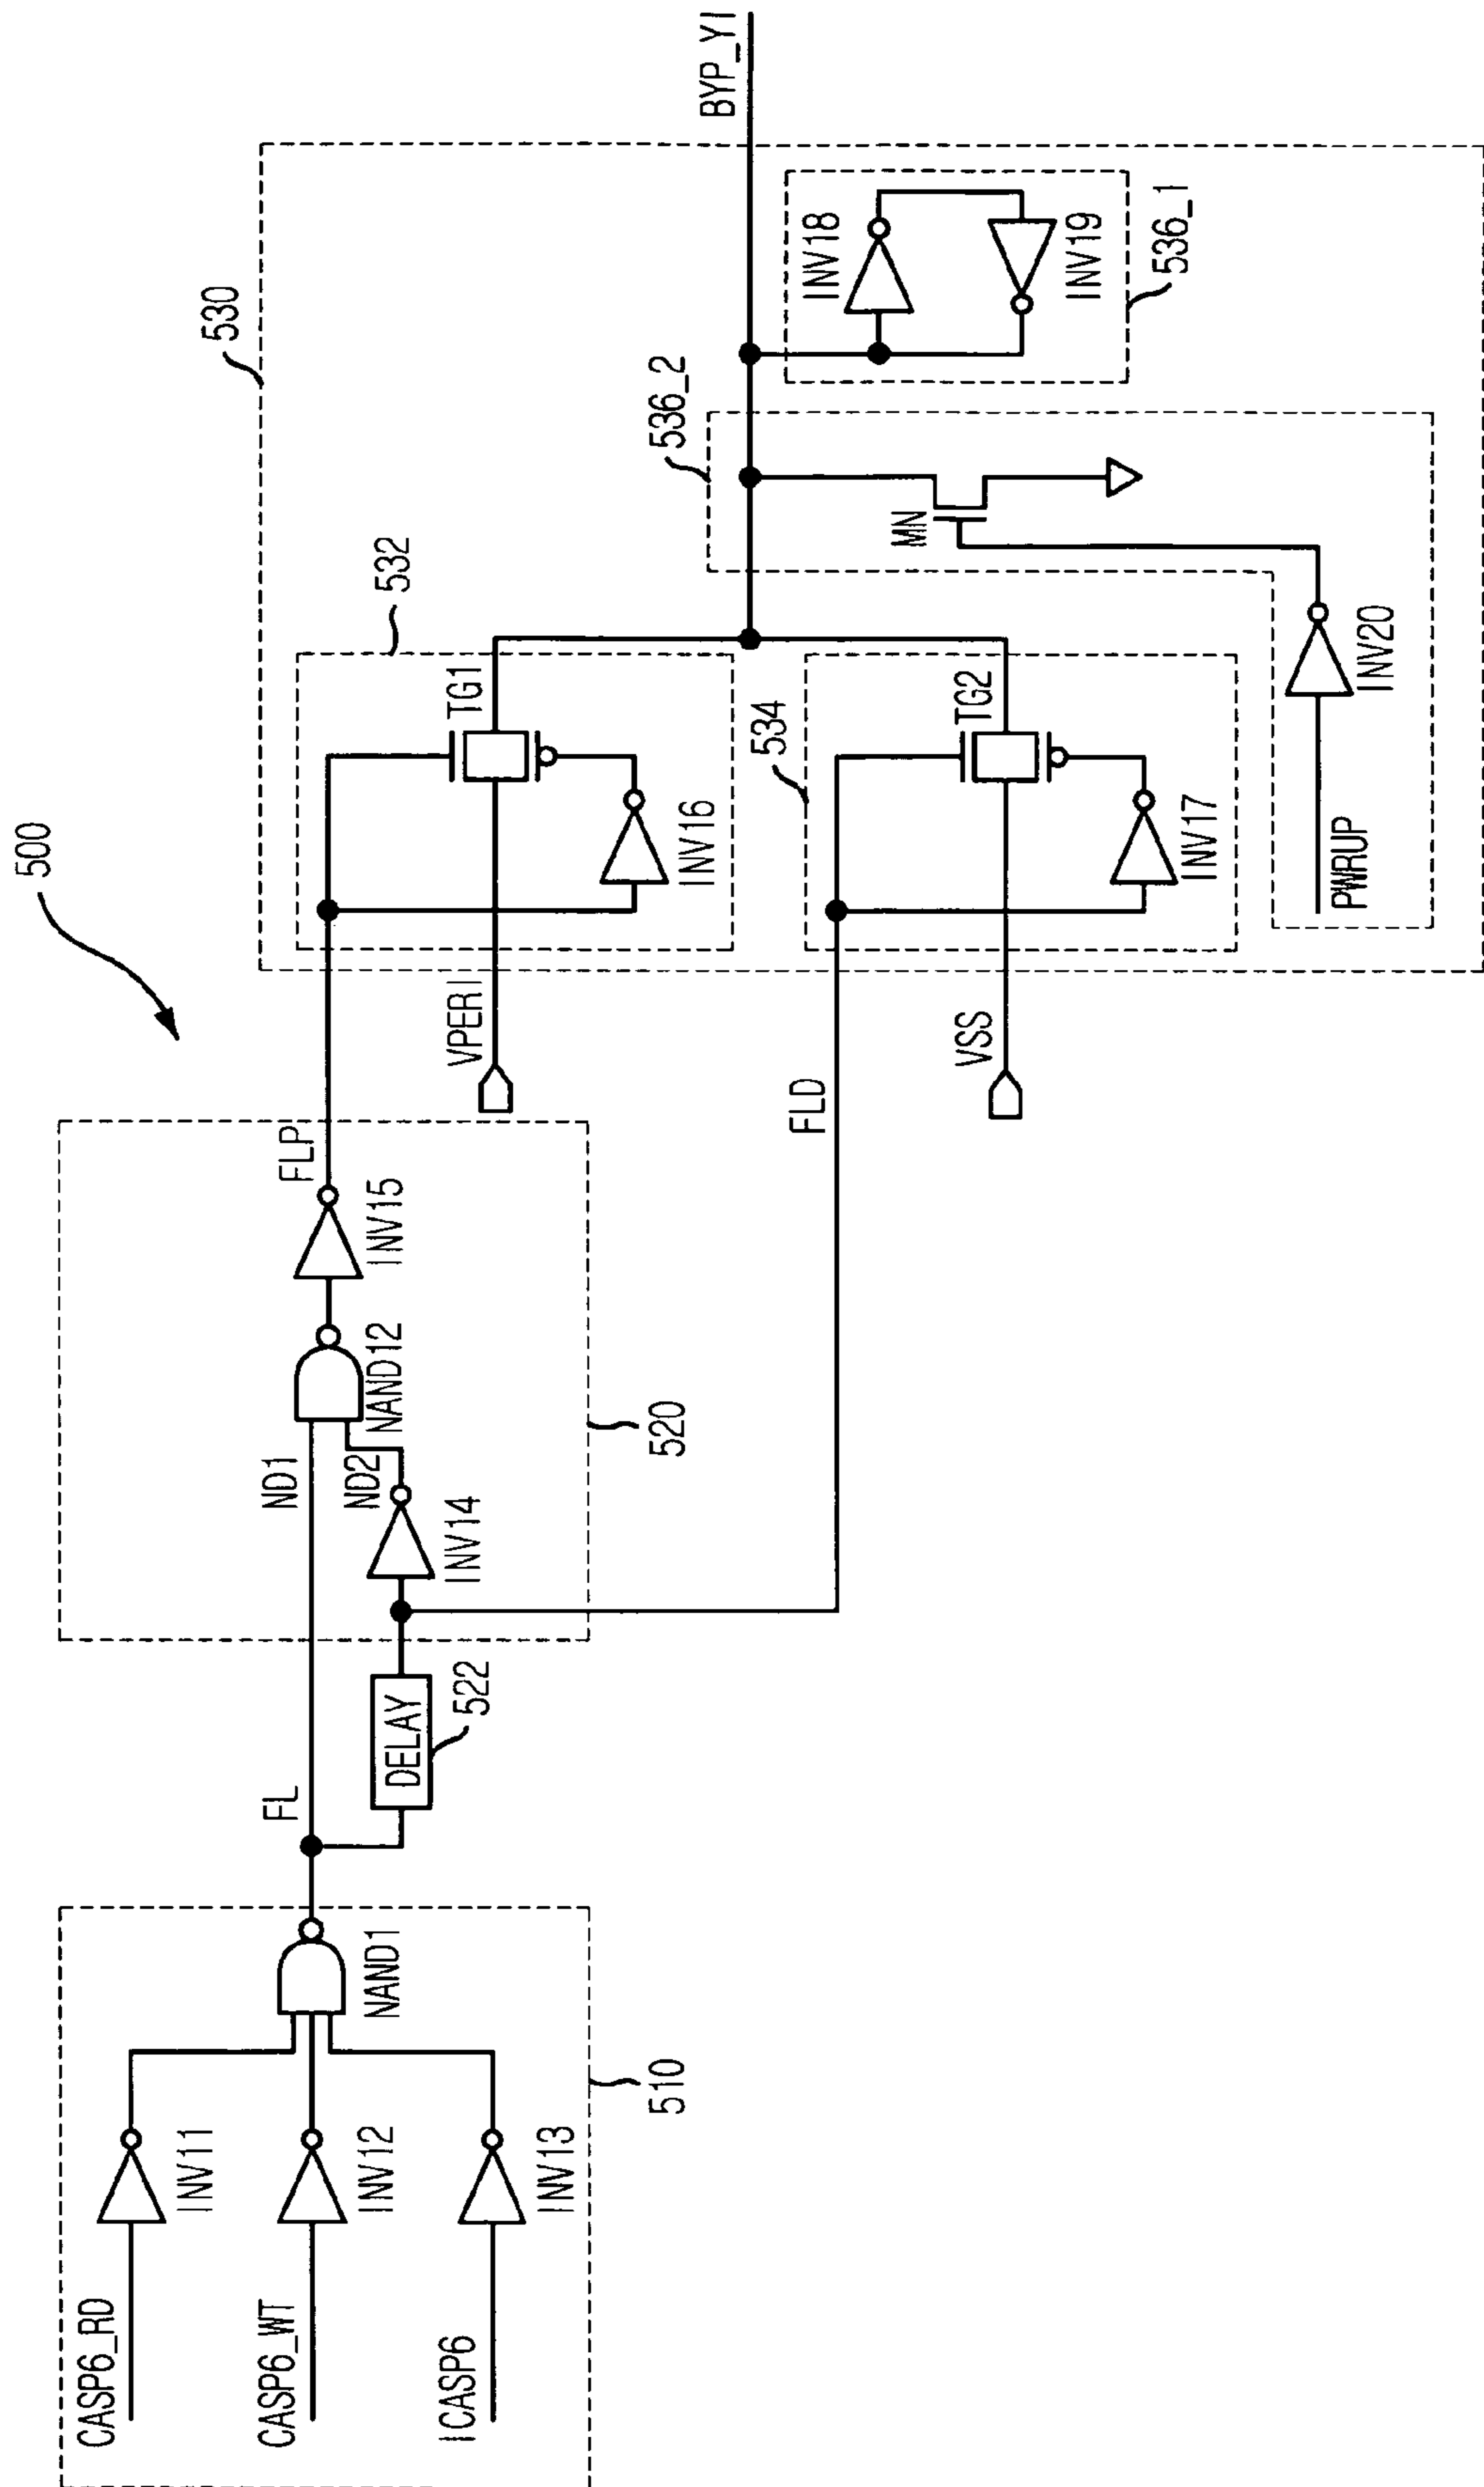 500
CASP6_RD
INV11
CASP6_WT
INV12
ICASP6
INV13
NAND1
510
FL
DELAY
522
ND1
ND2
INV14
NAND12
INV15
FLP
520
FLD
VPERI
VSS
530
532
TG1
INV16
534
TG2
INV17
536_2
MN
PWRUP
INV20
INV18
INV19
536_1
BYP_YI